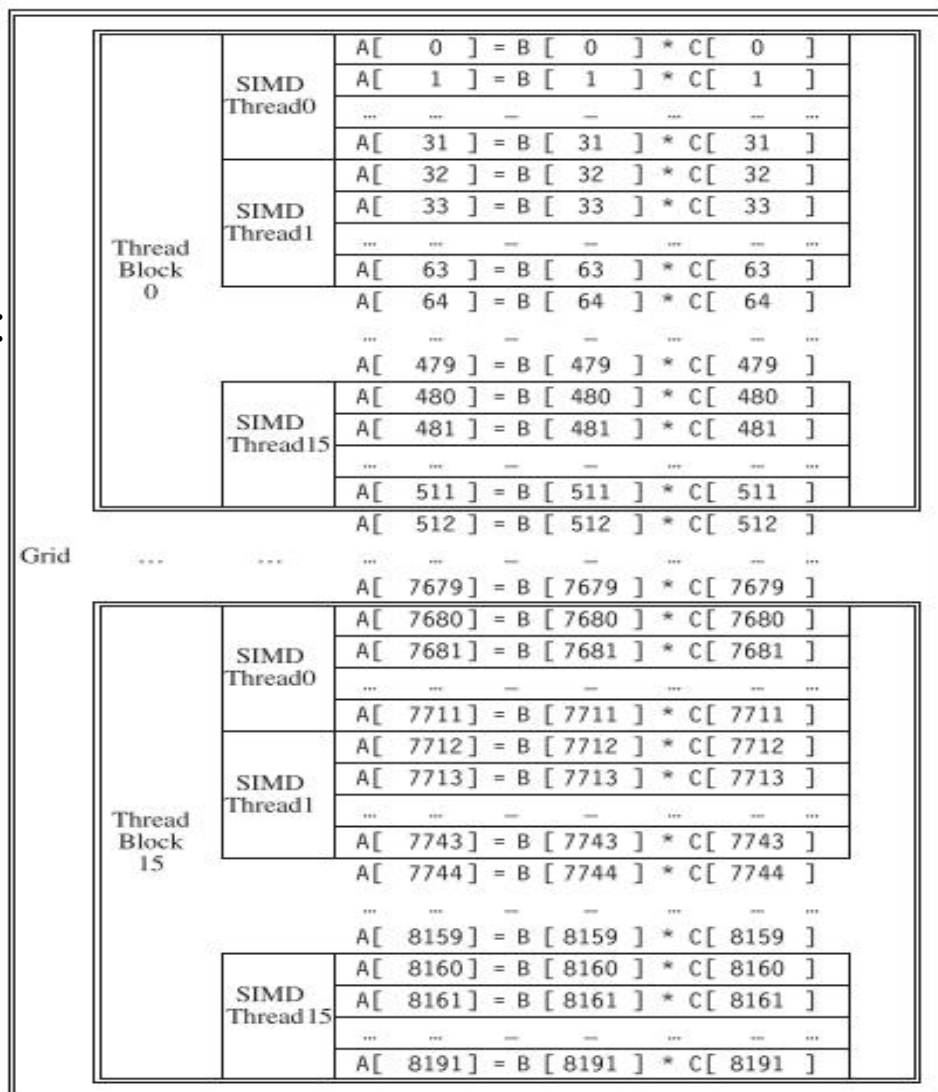 A[ 0 ] = B [ 0 ] * C[ 0 ]
SIMD Thread0
A[ 1 ] = B [ 1 ] * C[ 1 ]
... ... ... ... ... ... ...
A[ 31 ] = B [ 31 ] * C[ 31 ]
A[ 32 ] = B [ 32 ] * C[ 32 ]
SIMD Thread1
A[ 33 ] = B [ 33 ] * C[ 33 ]
Thread Block 0
... ... ... ... ... ... ...
A[ 63 ] = B [ 63 ] * C[ 63 ]
A[ 64 ] = B [ 64 ] * C[ 64 ]
... ... ... ... ... ... ...
A[ 479 ] = B [ 479 ] * C[ 479 ]
A[ 480 ] = B [ 480 ] * C[ 480 ]
SIMD Thread15
A[ 481 ] = B [ 481 ] * C[ 481 ]
... ... ... ... ... ... ...
A[ 511 ] = B [ 511 ] * C[ 511 ]
A[ 512 ] = B [ 512 ] * C[ 512 ]
Grid ... ... ... ... ... ... ... ... ...
A[ 7679] = B [ 7679 ] * C[ 7679 ]
A[ 7680] = B [ 7680 ] * C[ 7680 ]
SIMD Thread0
A[ 7681] = B [ 7681 ] * C[ 7681 ]
... ... ... ... ... ... ...
A[ 7711] = B [ 7711 ] * C[ 7711 ]
A[ 7712] = B [ 7712 ] * C[ 7712 ]
SIMD Thread1
A[ 7713] = B [ 7713 ] * C[ 7713 ]
Thread Block 15
... ... ... ... ... ... ...
A[ 7743] = B [ 7743 ] * C[ 7743 ]
A[ 7744] = B [ 7744 ] * C[ 7744 ]
... ... ... ... ... ... ...
A[ 8159] = B [ 8159 ] * C[ 8159 ]
A[ 8160] = B [ 8160 ] * C[ 8160 ]
SIMD Thread15
A[ 8161] = B [ 8161 ] * C[ 8161 ]
... ... ... ... ... ... ...
A[ 8191] = B [ 8191 ] * C[ 8191 ]